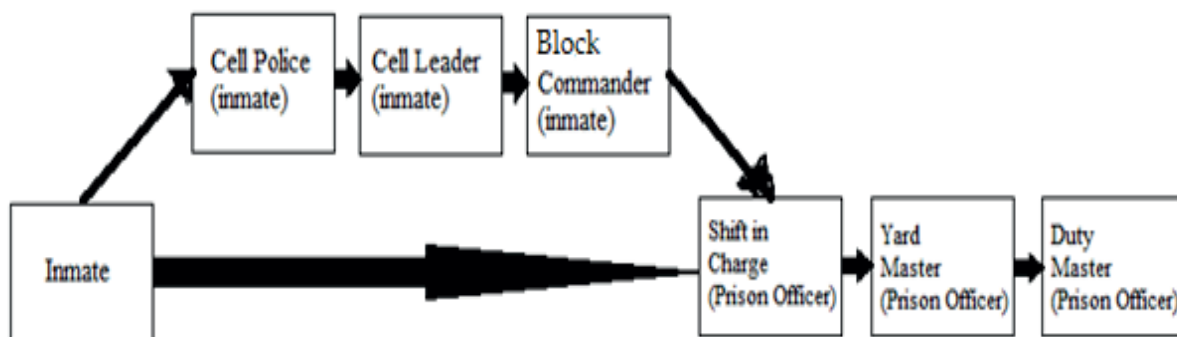 Cell Police
(inmate)
Cell Leader
(inmate)
Block
Commander
(inmate)
Inmate
Shift in
Charge
(Prison Officer)
Yard
Master
(Prison Officer)
Duty
Master
(Prison Officer)